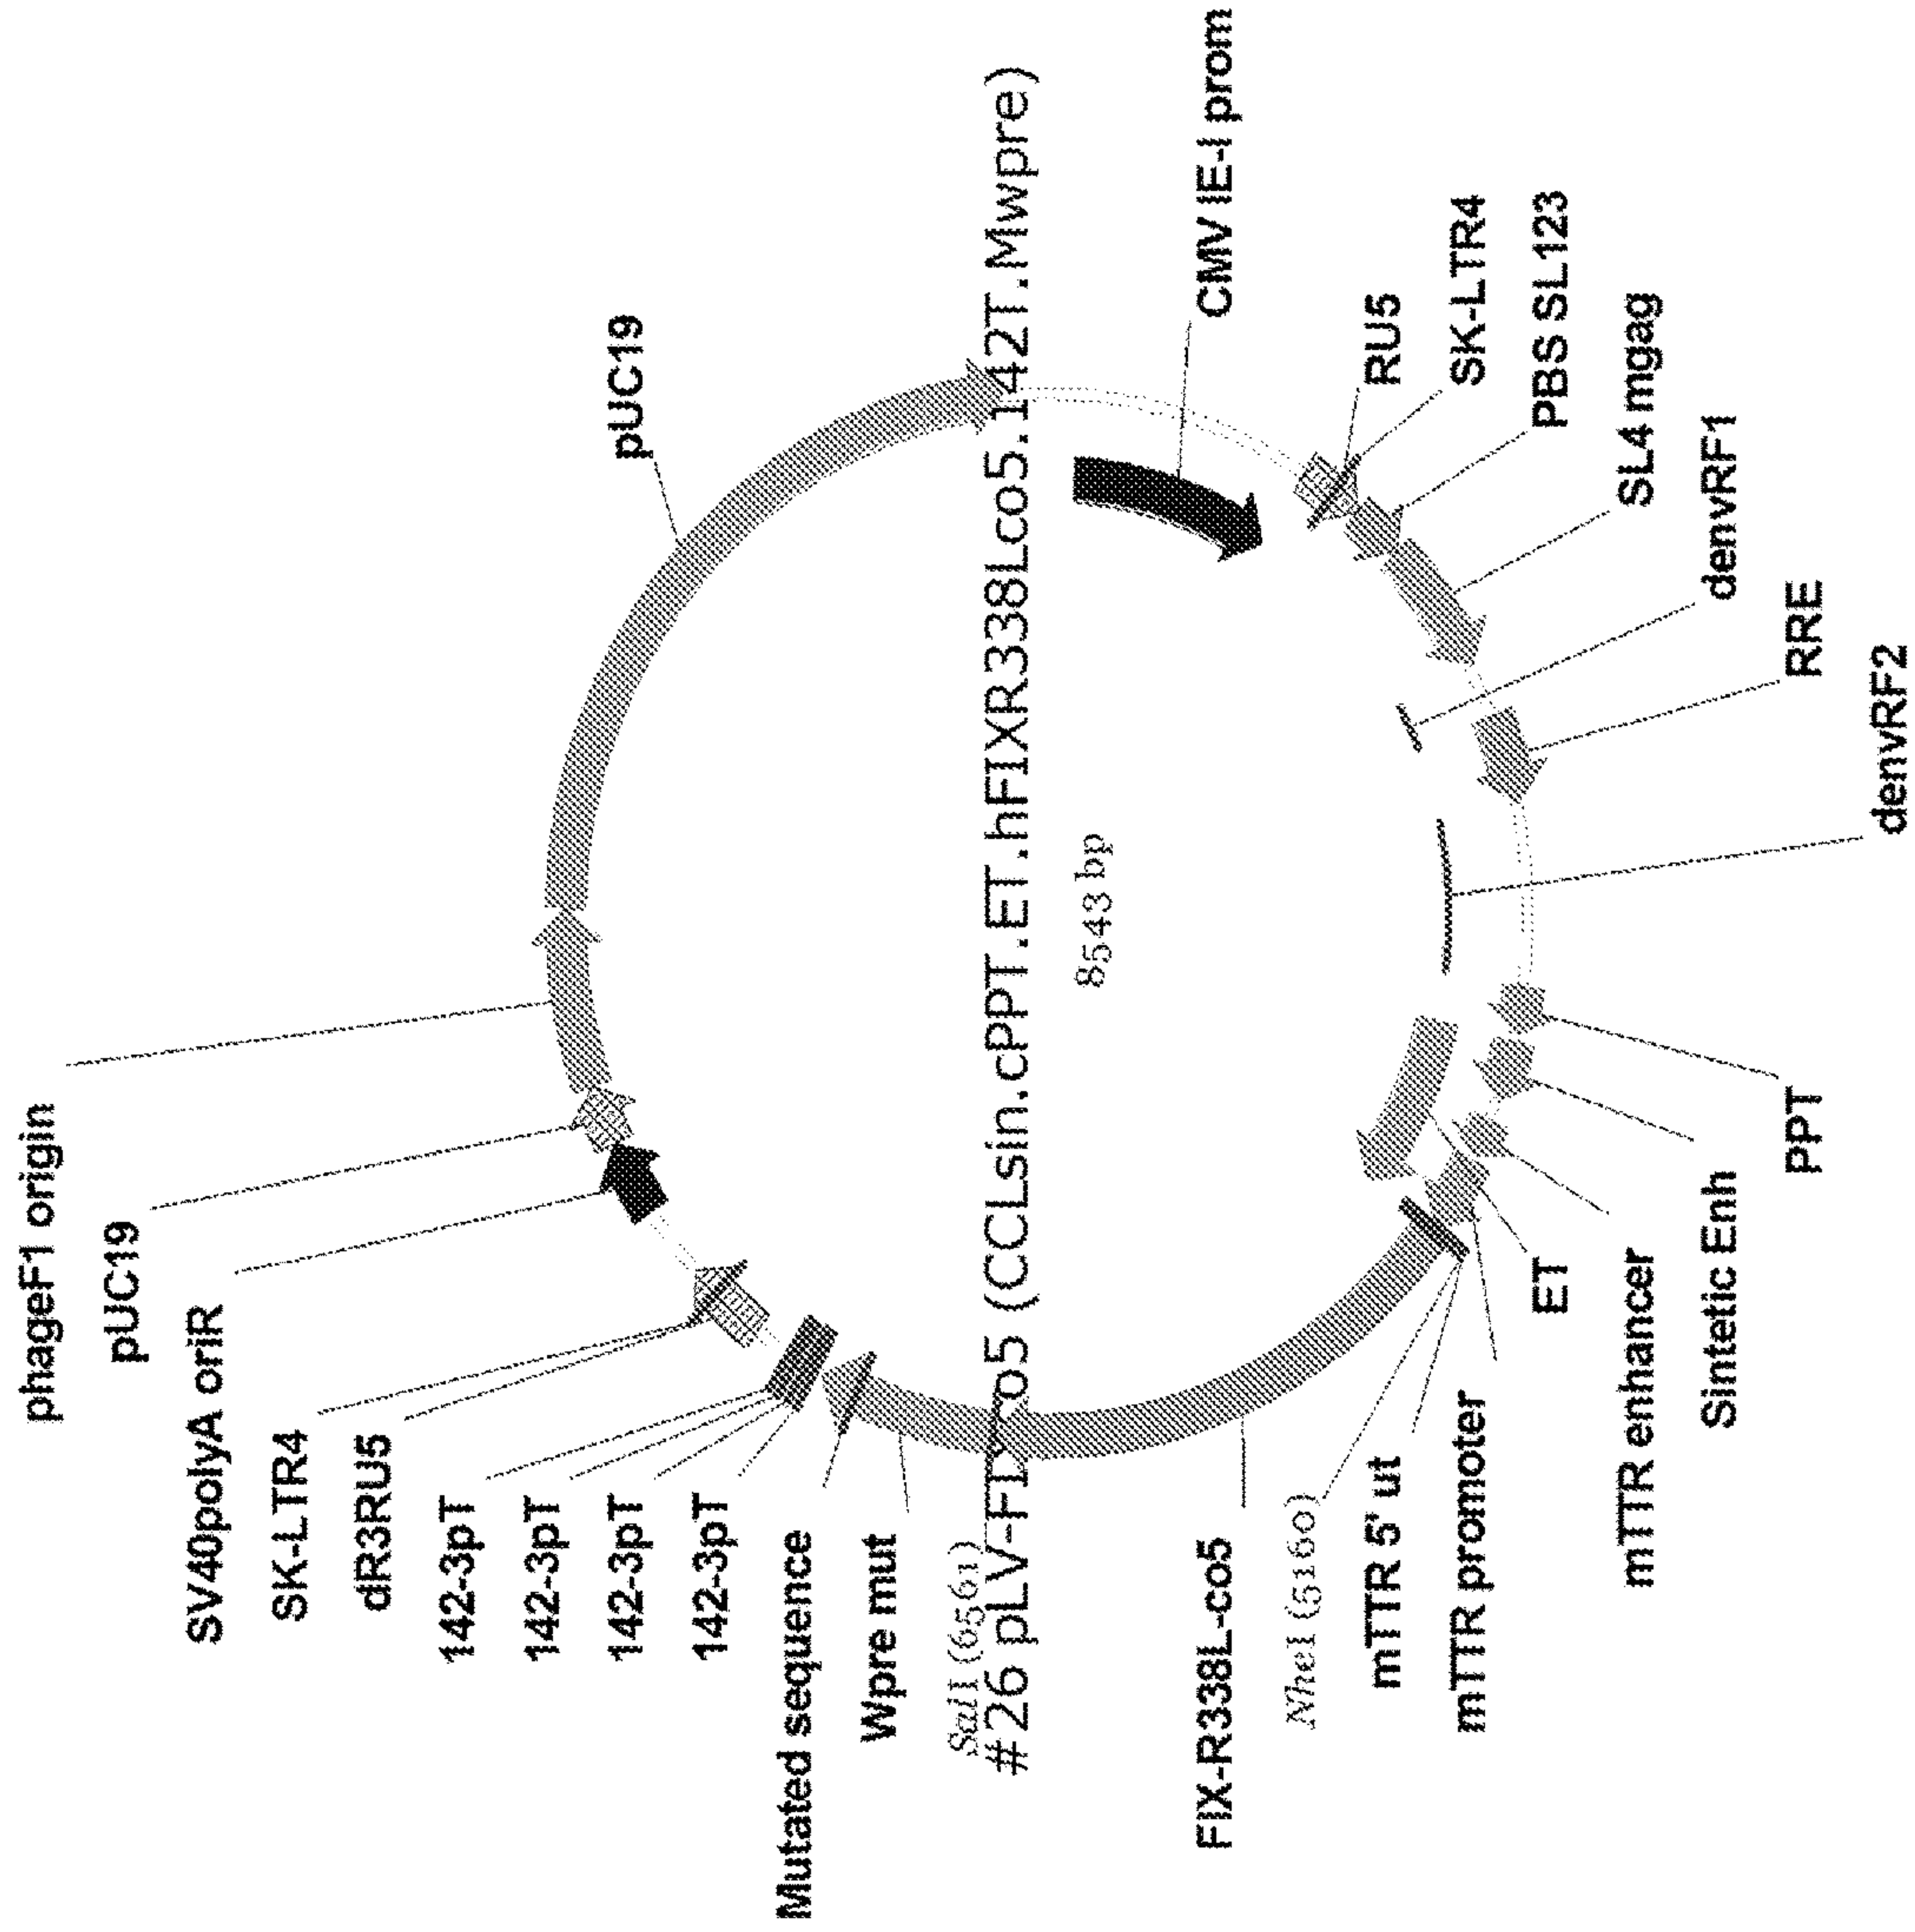 phageF1 origin
pUC19
SV40polyA oriR
SK-LTR4
dR3RU5
142-3pT
142-3pT
142-3pT
142-3pT
Mutated sequence
Wpre mut
SalI (6561)
#26 pLV-FIX-co5 (CCLsin.cPPT.ET.hFIXR338Lco5.142T.Mwpre)
8543 bp
FIX-R338L-co5
NheI (5160)
mTTR 5' ut
mTTR promoter
ET
mTTR enhancer
Sintetic Enh
PPT
denvRF2
RRE
denvRF1
SL4 mgag
PBS SL123
SK-LTR4
RU5
CMV IE-I prom
pUC19